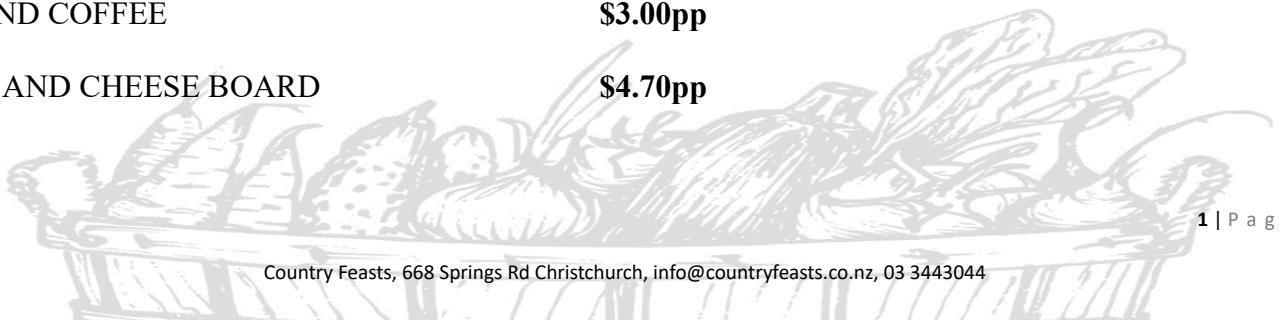 ND COFFEE $3.00pp
AND CHEESE BOARD $4.70pp
1 | P a g
Country Feasts, 668 Springs Rd Christchurch, info@countryfeasts.co.nz, 03 3443044